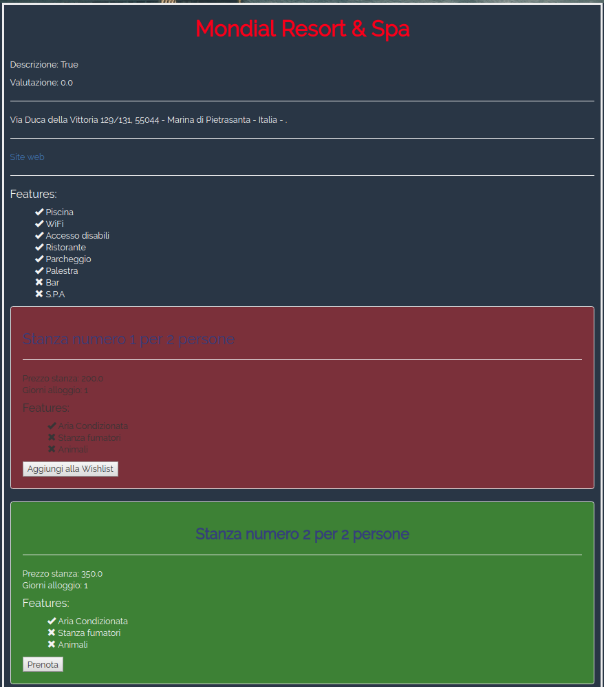 Mondial Resort & Spa
Descrizione: True
Valutazione: 0.0
Via Duca della Vittoria 129/131, 55044 - Marina di Pietrasanta - Italia - .
Site web
Features:
Piscina
WiFi
Accesso disabili
Ristorante
Parcheggio
Palestra
Bar
S.P.A
Stanza numero 1 per 2 persone
Prezzo stanza: 200.0
Giorni alloggio: 1
Features:
Aria Condizionata
Stanza fumatori
Animali
Aggiungi alla Wishlist
Stanza numero 2 per 2 persone
Prezzo stanza: 350.0
Giorni alloggio: 1
Features:
Aria Condizionata
Stanza fumatori
Animali
Prenota